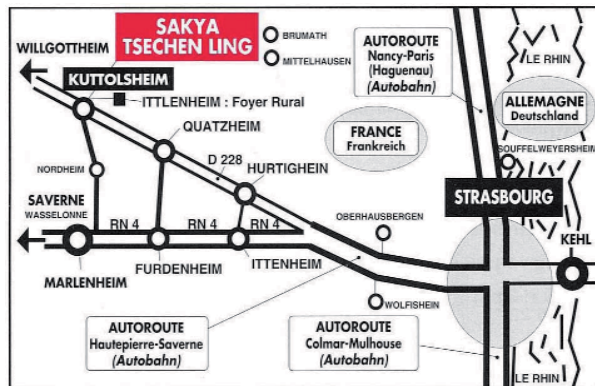 SAKYA
TSECHEN LING
BRUMATH
MITTELHAUSEN
WILLGOTTHEIM
KUTTOLSHEIM
ITTLENHEIM : Foyer Rural
AUTOROUTE
Nancy-Paris
(Haguenau)
(Autobahn)
LE RHIN
ALLEMAGNE
Deutschland
FRANCE
Frankreich
SOUFFELWEYERSHEIM
QUATZHEIM
D 228
NORDHEIM
HURTIGHEIN
STRASBOURG
SAVERNE
WASSELONNE
RN 4
RN 4
RN 4
OBERHAUSBERGEN
KEHL
MARLENHEIM
FURDENHEIM
ITTENHEIM
WOLFISHEIN
AUTOROUTE
Hautepierre-Saverne
(Autobahn)
AUTOROUTE
Colmar-Mulhouse
(Autobahn)
LE RHIN